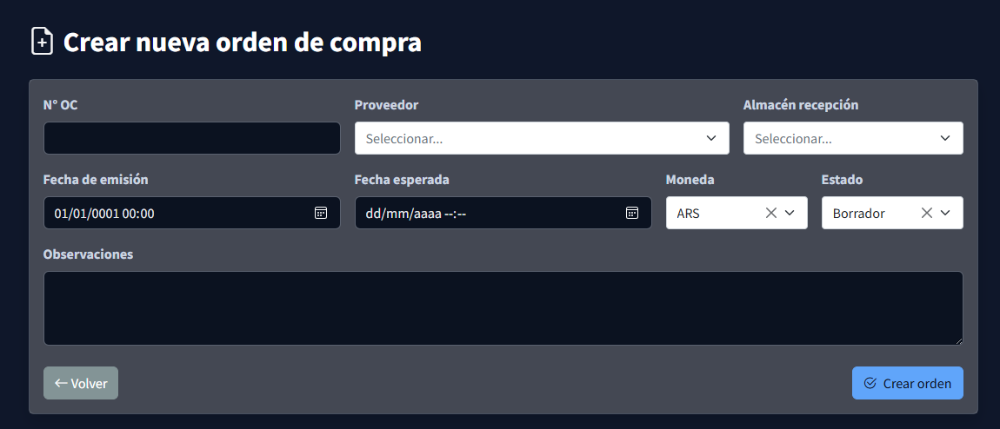 Crear nueva orden de compra
N° OC
Proveedor
Almacén recepción
Seleccionar...
Seleccionar...
Fecha de emisión
Fecha esperada
Moneda
Estado
01/01/0001 00:00
dd/mm/aaaa --:--
ARS
Borrador
Observaciones
Volver
Crear orden